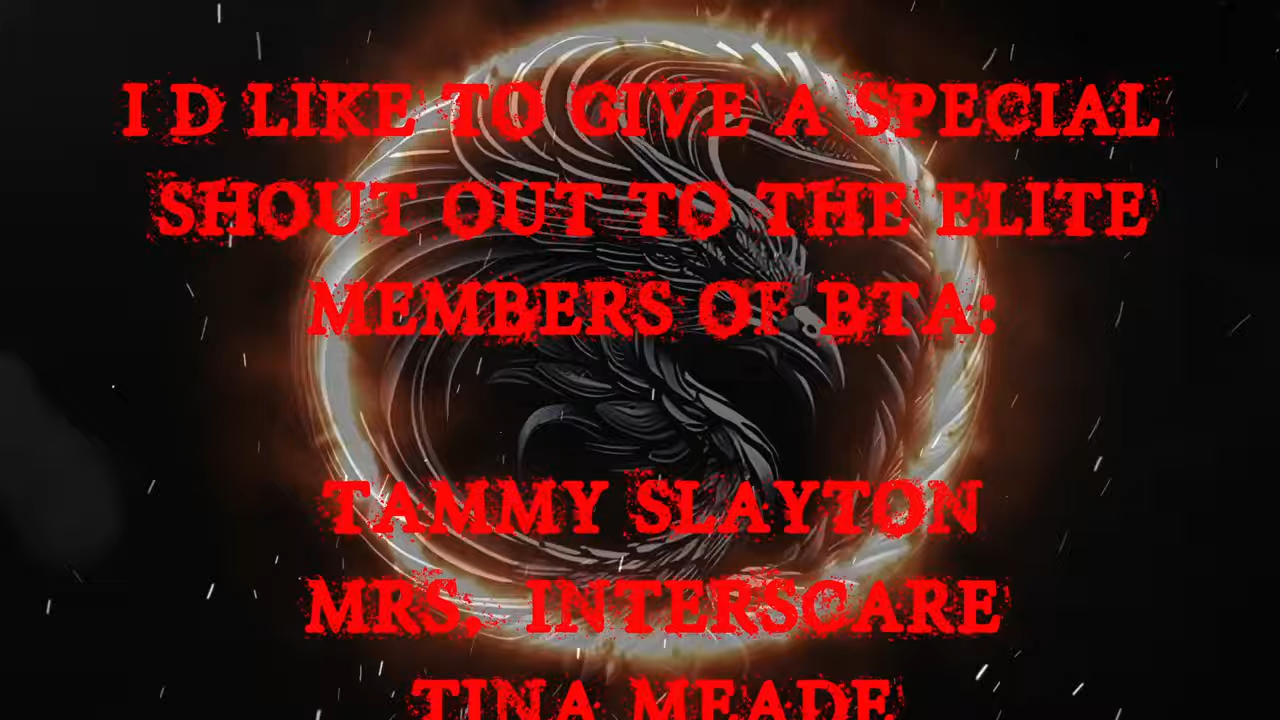 I D LIKE TO GIVE A SPECIAL
SHOUT OUT TO THE ELITE
MEMBERS OF BTA:
TAMMY SLAYTON
MRS. INTERSCARE
TINA MEADE